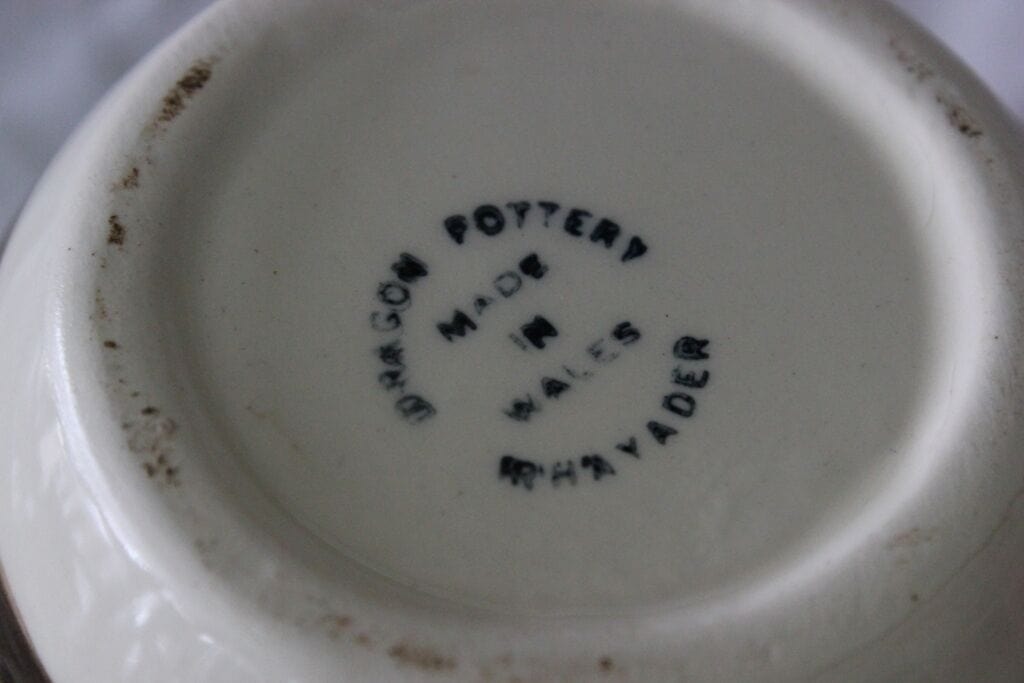 DRAGON POTTERY
MADE
IN
WALES
RHAYADER